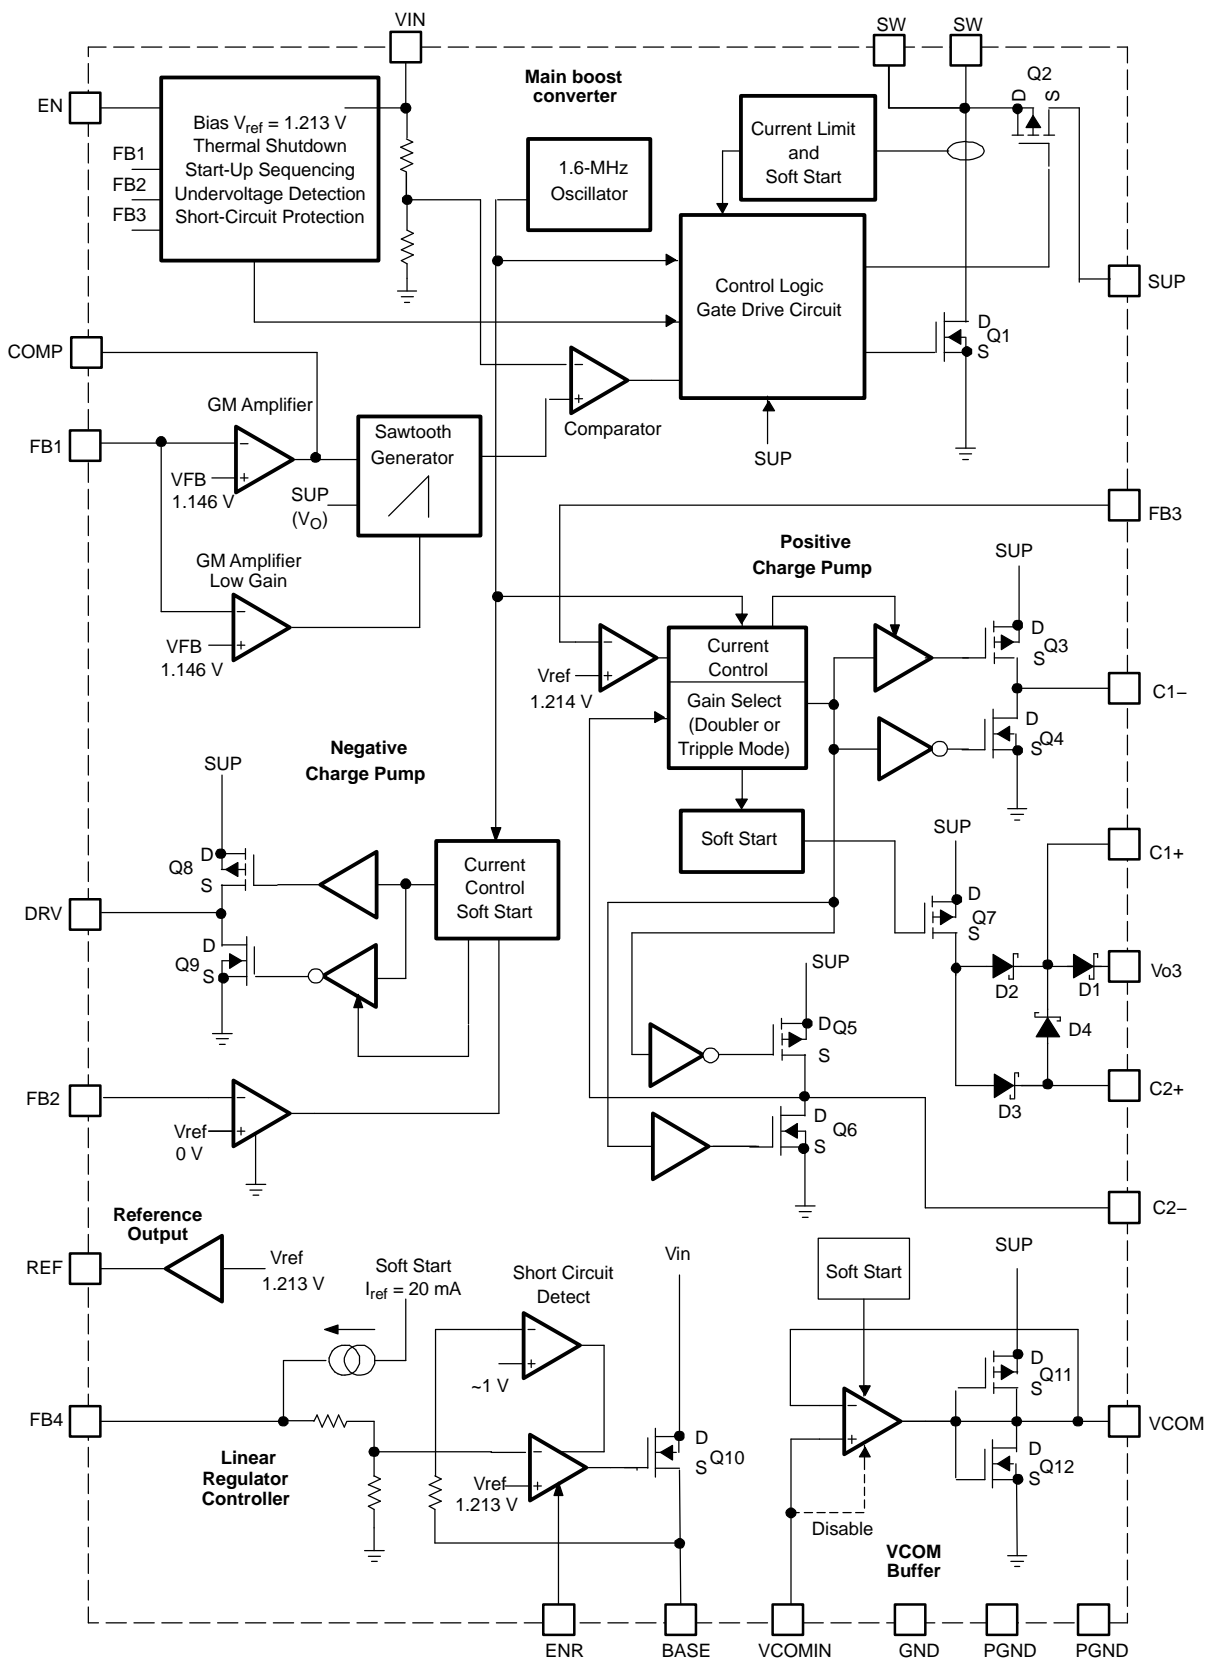 VIN
SW
SW
Q2
D
S
EN
Main boost
converter
Bias Vref = 1.213 V
Thermal Shutdown
Start-Up Sequencing
Undervoltage Detection
Short-Circuit Protection
FB1
FB2
FB3
1.6-MHz
Oscillator
Current Limit
and
Soft Start
Control Logic
Gate Drive Circuit
SUP
D
Q1
S
COMP
GM Amplifier
FB1
−
+
VFB
1.146 V
Sawtooth
Generator
SUP
(VO)
−
+
Comparator
SUP
FB3
GM Amplifier
Low Gain
−
+
VFB
1.146 V
Positive
Charge Pump
SUP
−
+
Vref
1.214 V
Current
Control
Gain Select
(Doubler or
Tripple Mode)
D
Q3
S
C1−
D
Q4
S
Negative
Charge Pump
SUP
Soft Start
SUP
C1+
D
Q8
S
Current
Control
Soft Start
DRV
D
Q7
S
D
Q9
S
SUP
D2
D1
Vo3
D
Q5
S
D4
FB2
−
+
Vref
0 V
D3
C2+
D
Q6
S
C2−
Reference
Output
REF
Vref
1.213 V
Soft Start
Iref = 20 mA
Short Circuit
Detect
Vin
Soft Start
SUP
−
+
~1 V
D
Q11
S
FB4
−
+
VCOM
Linear
Regulator
Controller
−
+
Vref
1.213 V
D
Q10
S
D
Q12
S
Disable
VCOM
Buffer
ENR
BASE
VCOMIN
GND
PGND
PGND